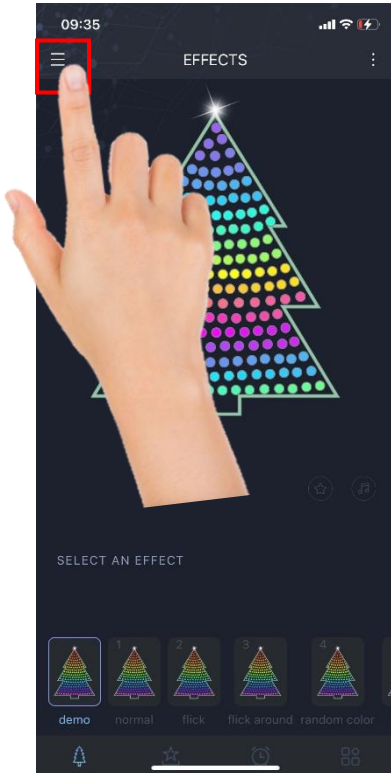 09:35
EFFECTS
SELECT AN EFFECT
1 2 3 4
demo normal flick flick around random color